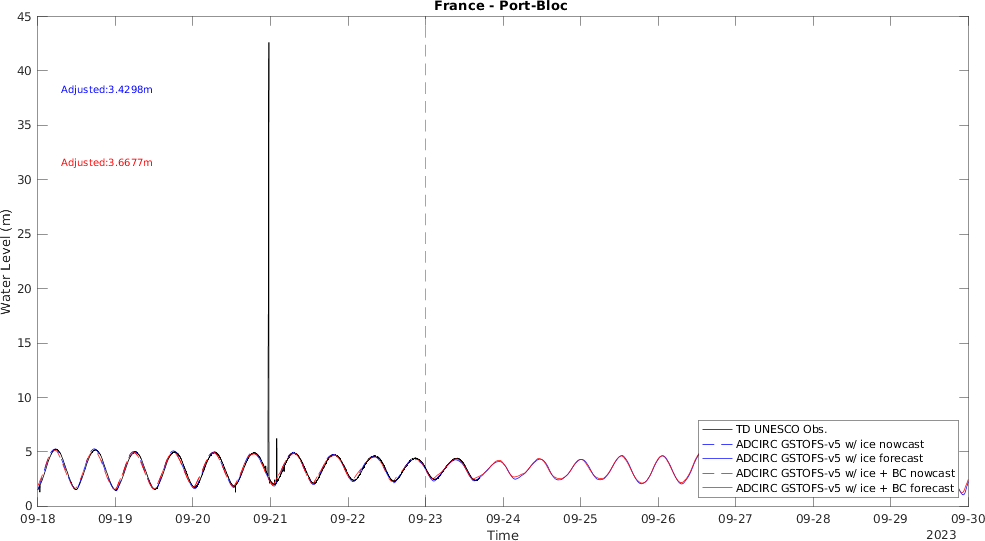 France - Port-Bloc
45
40
35
30
25
20
15
10
5
0
Water Level (m)
Adjusted:3.4298m
Adjusted:3.6677m
TD UNESCO Obs.
ADCIRC GSTOFS-v5 w/ ice nowcast
ADCIRC GSTOFS-v5 w/ ice forecast
ADCIRC GSTOFS-v5 w/ ice + BC nowcast
ADCIRC GSTOFS-v5 w/ ice + BC forecast
09-18 09-19 09-20 09-21 09-22 09-23 09-24 09-25 09-26 09-27 09-28 09-29 09-30
Time
2023